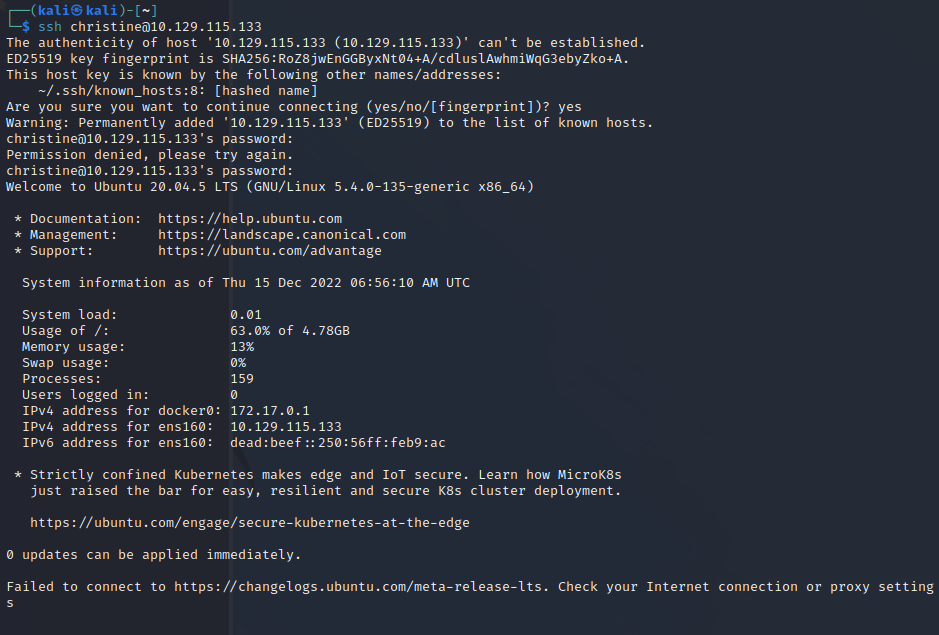 ┌──(kali㉿kali)-[~]
└─$ ssh christine@10.129.115.133
The authenticity of host '10.129.115.133 (10.129.115.133)' can't be established.
ED25519 key fingerprint is SHA256:RoZ8jwEnGGByxNt04+A/cdluslAwhmiWqG3ebyZko+A.
This host key is known by the following other names/addresses:
    ~/.ssh/known_hosts:8: [hashed name]
Are you sure you want to continue connecting (yes/no/[fingerprint])? yes
Warning: Permanently added '10.129.115.133' (ED25519) to the list of known hosts.
christine@10.129.115.133's password:
Permission denied, please try again.
christine@10.129.115.133's password:
Welcome to Ubuntu 20.04.5 LTS (GNU/Linux 5.4.0-135-generic x86_64)

 * Documentation:  https://help.ubuntu.com
 * Management:     https://landscape.canonical.com
 * Support:        https://ubuntu.com/advantage

  System information as of Thu 15 Dec 2022 06:56:10 AM UTC

  System load:              0.01
  Usage of /:               63.0% of 4.78GB
  Memory usage:             13%
  Swap usage:               0%
  Processes:                159
  Users logged in:          0
  IPv4 address for docker0: 172.17.0.1
  IPv4 address for ens160:  10.129.115.133
  IPv6 address for ens160:  dead:beef::250:56ff:feb9:ac

 * Strictly confined Kubernetes makes edge and IoT secure. Learn how MicroK8s
   just raised the bar for easy, resilient and secure K8s cluster deployment.

   https://ubuntu.com/engage/secure-kubernetes-at-the-edge

0 updates can be applied immediately.

Failed to connect to https://changelogs.ubuntu.com/meta-release-lts. Check your Internet connection or proxy setting
s